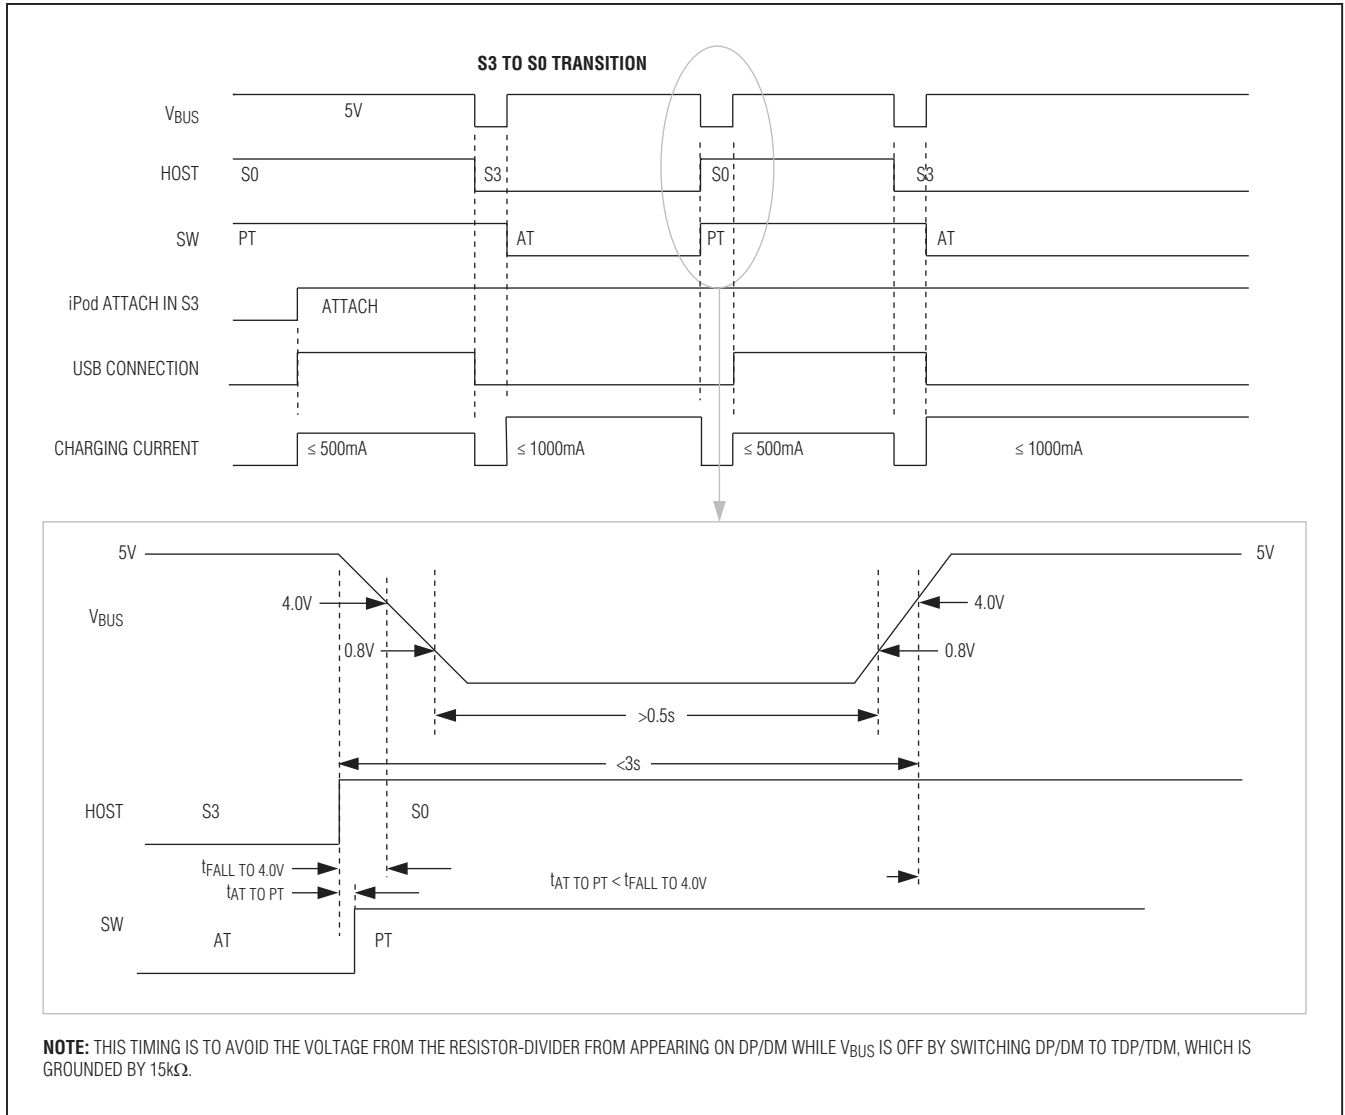 S3 TO S0 TRANSITION
VBUS
5V
HOST
S0
S3
S0
S3
SW
PT
AT
PT
AT
iPod ATTACH IN S3
ATTACH
USB CONNECTION
CHARGING CURRENT
≤ 500mA
≤ 1000mA
≤ 500mA
≤ 1000mA
5V
5V
4.0V
4.0V
VBUS
0.8V
0.8V
>0.5s
<3s
HOST
S3
S0
tFALL TO 4.0V
tAT TO PT
tAT TO PT < tFALL TO 4.0V
SW
AT
PT
NOTE: THIS TIMING IS TO AVOID THE VOLTAGE FROM THE RESISTOR-DIVIDER FROM APPEARING ON DP/DM WHILE VBUS IS OFF BY SWITCHING DP/DM TO TDP/TDM, WHICH IS
GROUNDED BY 15kΩ.